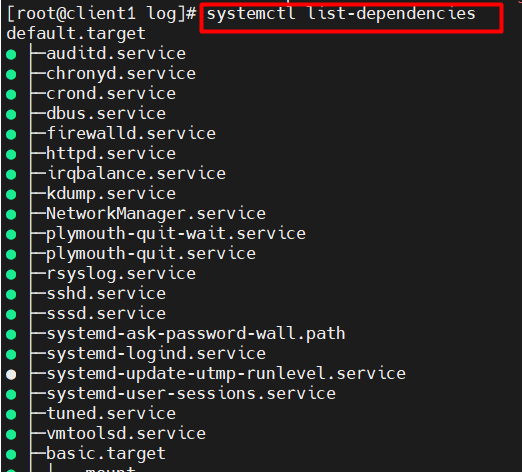 [root@client1 log]# systemctl list-dependencies
default.target
● ├─auditd.service
● ├─chronyd.service
● ├─crond.service
● ├─dbus.service
● ├─firewalld.service
● ├─httpd.service
● ├─irqbalance.service
● ├─kdump.service
● ├─NetworkManager.service
● ├─plymouth-quit-wait.service
● ├─plymouth-quit.service
● ├─rsyslog.service
● ├─sshd.service
● ├─sssd.service
● ├─systemd-ask-password-wall.path
● ├─systemd-logind.service
● ├─systemd-update-utmp-runlevel.service
● ├─systemd-user-sessions.service
● ├─tuned.service
● ├─vmtoolsd.service
● ├─basic.target